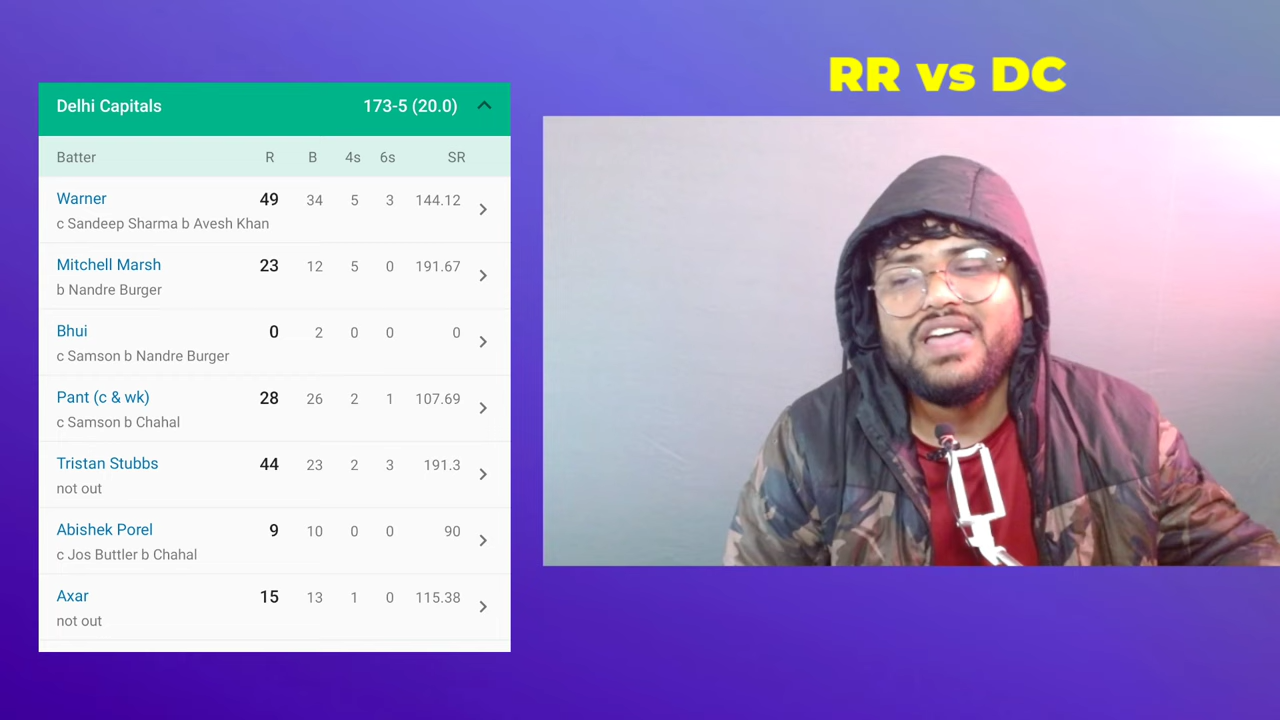 RR vs DC
Delhi Capitals 173-5 (20.0)
Batter R B 4s 6s SR
Warner 49 34 5 3 144.12
c Sandeep Sharma b Avesh Khan
Mitchell Marsh 23 12 5 0 191.67
b Nandre Burger
Bhui 0 2 0 0 0
c Samson b Nandre Burger
Pant (c & wk) 28 26 2 1 107.69
c Samson b Chahal
Tristan Stubbs 44 23 2 3 191.3
not out
Abishek Porel 9 10 0 0 90
c Jos Buttler b Chahal
Axar 15 13 1 0 115.38
not out